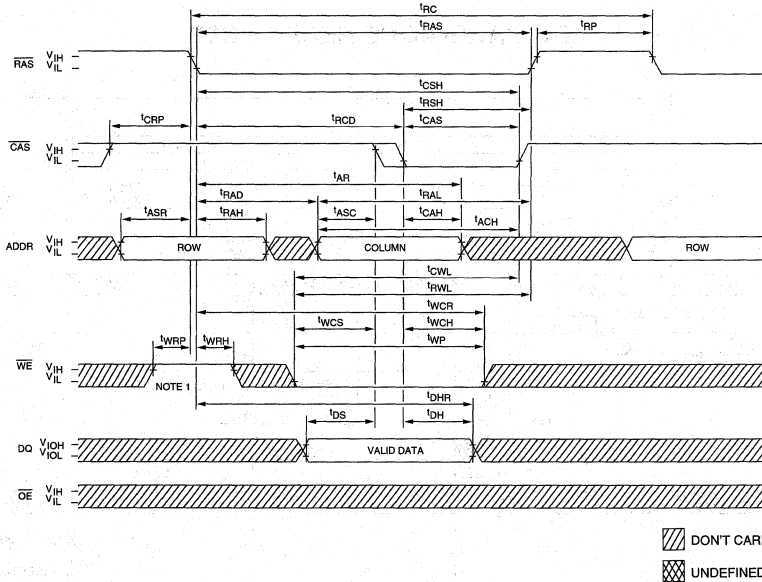 tRC
tRAS
tRP
RAS VIH
VIL
tCSH
tRSH
tCRP
tRCD
tCAS
CAS VIH
VIL
tAR
tRAD
tRAL
tASR
tRAH
tASC
tCAH
tACH
ADDR VIH
VIL
ROW
COLUMN
ROW
tCWL
tRWL
tWCR
tWCS
tWCH
tWRP
tWRH
tWP
WE VIH
VIL
NOTE 1
tDHR
tDS
tDH
DQ VIOH
VIOL
VALID DATA
OE VIH
VIL
DON'T CAR
UNDEFINED